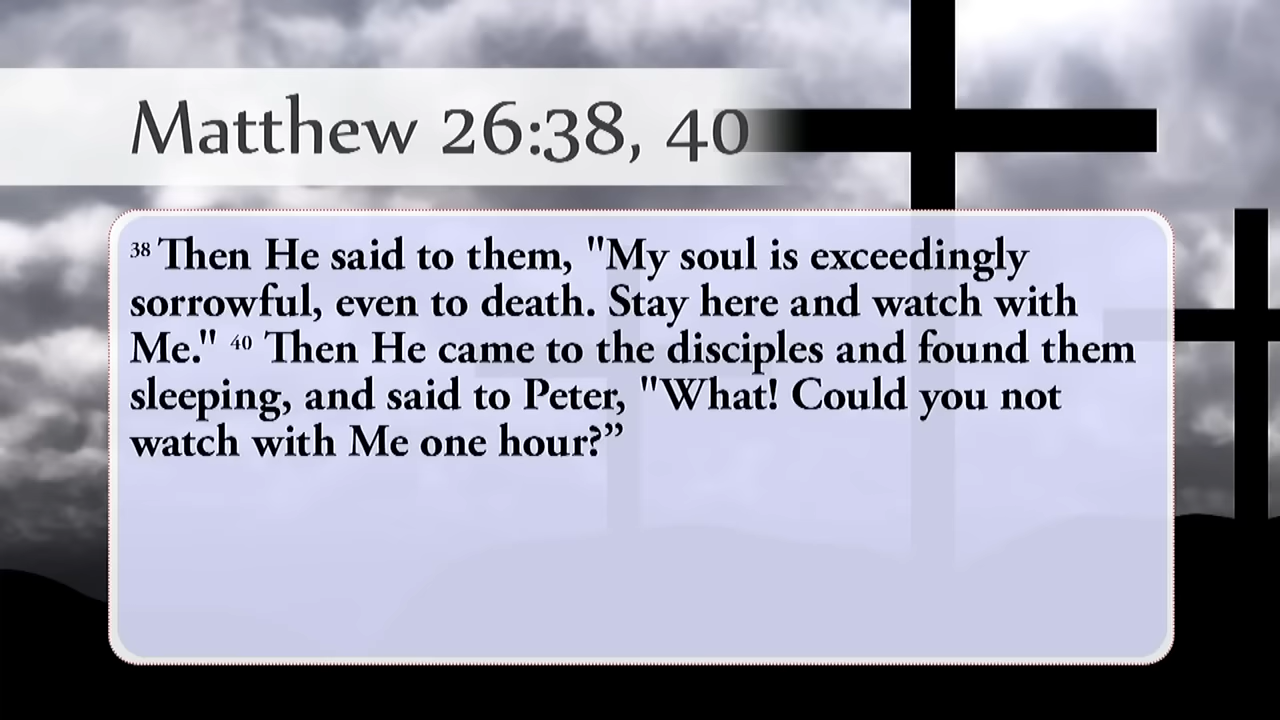 Matthew 26:38, 40
38 Then He said to them, "My soul is exceedingly
sorrowful, even to death. Stay here and watch with
Me." 40 Then He came to the disciples and found them
sleeping, and said to Peter, "What! Could you not
watch with Me one hour?”